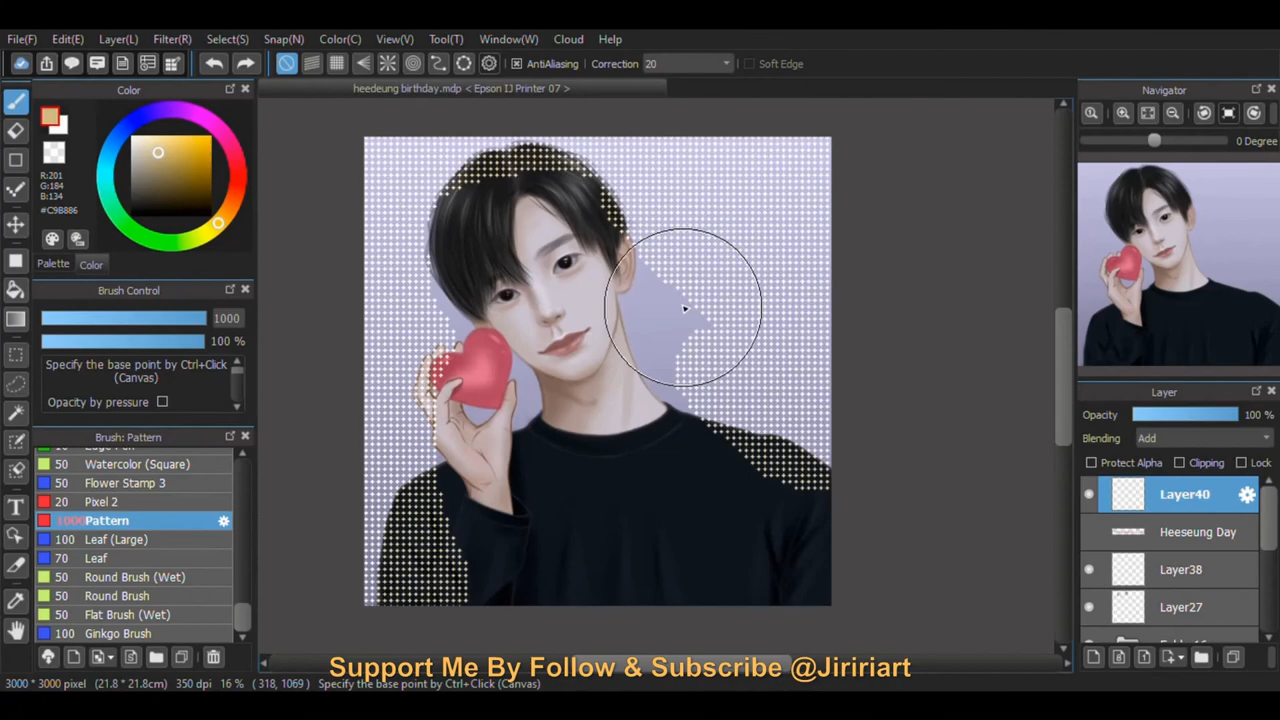 File(F) Edit(E) Layer(L) Filter(R) Select(S) Snap(N) Color(C) View(V) Tool(T) Window(W) Cloud Help
AntiAliasing Correction 20 Soft Edge
Color
heedeung birthday.mdp < Epson IJ Printer 07 >
Navigator
R:201
G:184
B:134
#C9B886
0 Degree
Palette Color
Brush Control
1000
100 %
Specify the base point by Ctrl+Click
(Canvas)
Opacity by pressure
Brush: Pattern
50 Watercolor (Square)
50 Flower Stamp 3
20 Pixel 2
1000 Pattern
100 Leaf (Large)
70 Leaf
50 Round Brush (Wet)
50 Round Brush
50 Flat Brush (Wet)
100 Ginkgo Brush
Layer
Opacity 100 %
Blending Add
Protect Alpha Clipping Lock
Layer40
Heeseung Day
Layer38
Layer27
Support Me By Follow & Subscribe @Jiririart
3000 * 3000 pixel (21.8 * 21.8cm) 350 dpi 16 % ( 318, 1069 ) Specify the base point by Ctrl+Click (Canvas)